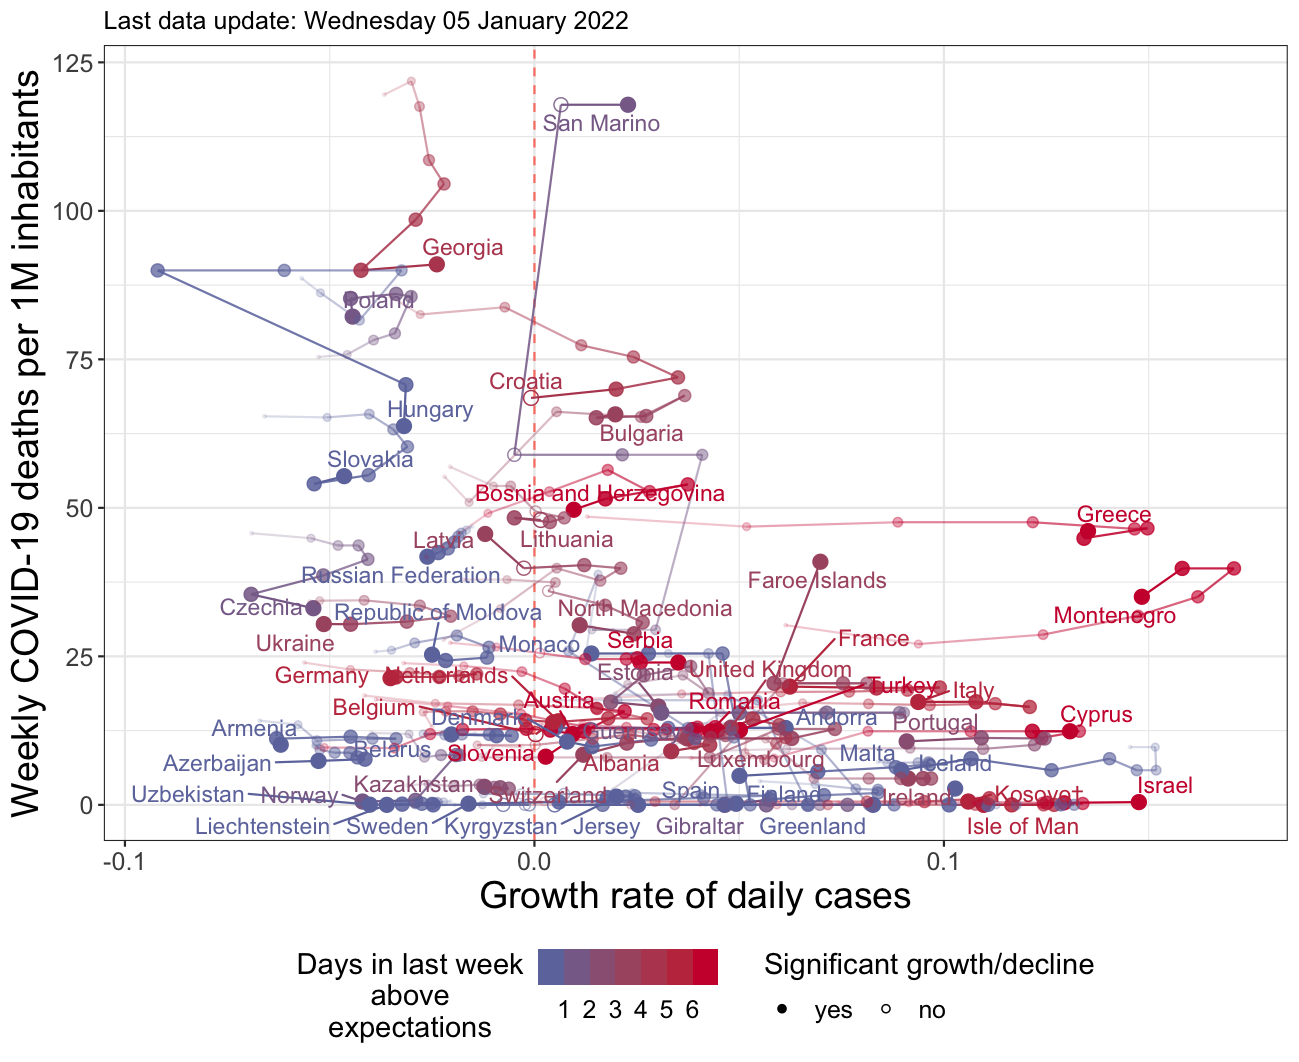 Last data update: Wednesday 05 January 2022
Weekly COVID-19 deaths per 1M inhabitants
125
100
75
50
25
0
San Marino
Georgia
Poland
Croatia
Hungary
Bulgaria
Slovakia
Bosnia and Herzegovina
Greece
Latvia
Lithuania
Russian Federation
Faroe Islands
Czechia
Republic of Moldova
North Macedonia
Montenegro
Ukraine
Monaco
Serbia
France
Germany
Netherlands
Estonia
United Kingdom
Turkey
Italy
Belgium
Austria
Romania
Armenia
Denmark
Guernsey
Andorra
Portugal
Cyprus
Azerbaijan
Belarus
Slovenia
Albania
Luxembourg
Malta
Iceland
Uzbekistan
Norway
Kazakhstan
Switzerland
Spain
Finland
Ireland
Kosovo†
Israel
Liechtenstein
Sweden
Kyrgyzstan
Jersey
Gibraltar
Greenland
Isle of Man
-0.1
0.0
0.1
Growth rate of daily cases
Days in last week
above
expectations
1 2 3 4 5 6
Significant growth/decline
yes
no